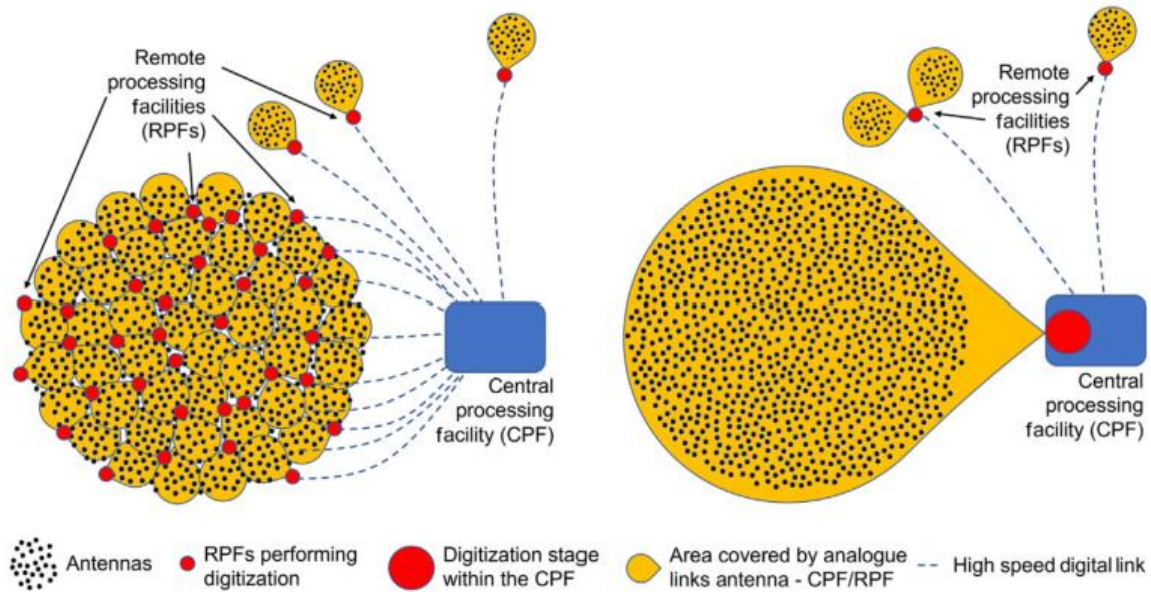 Remote
processing
facilities
(RPFs)
Central
processing
facility (CPF)
Remote
processing
facilities
(RPFs)
Central
processing
facility (CPF)
Antennas
RPFs performing
digitization
Digitization stage
within the CPF
Area covered by analogue
links antenna - CPF/RPF
High speed digital link